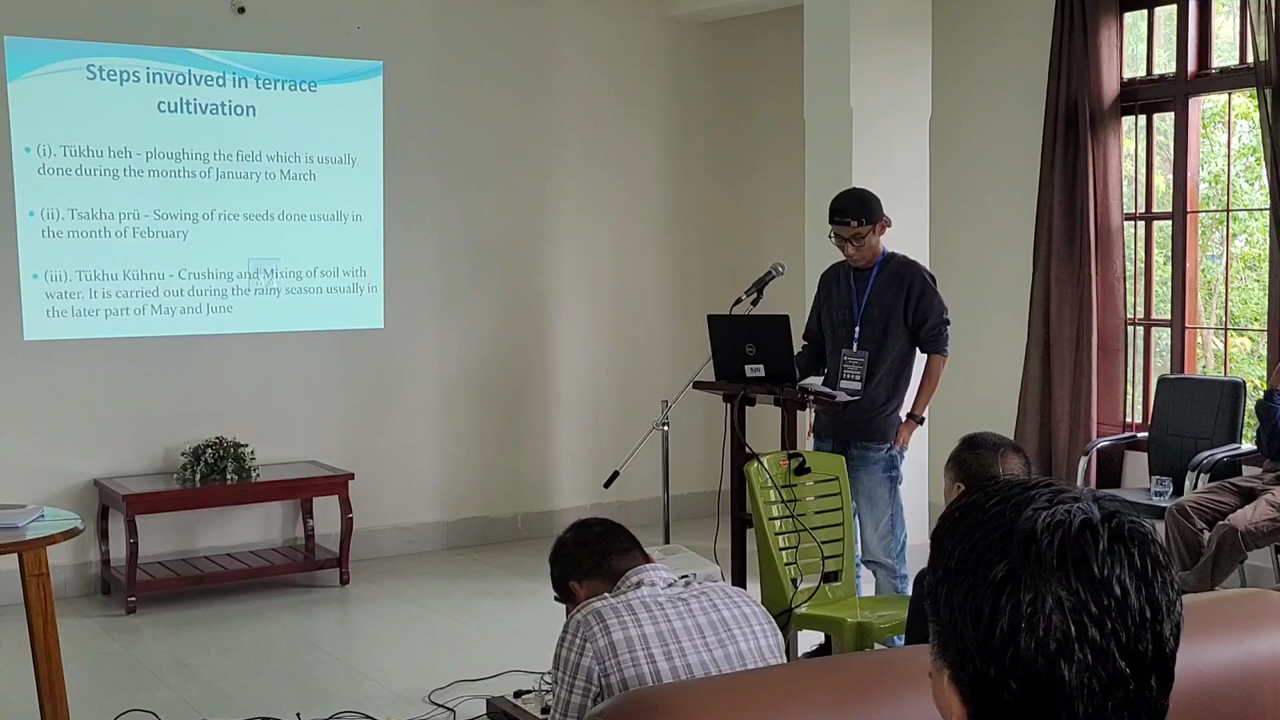 Steps involved in terrace
cultivation
(i). Tükhu heh - ploughing the field which is usually
done during the months of January to March
(ii). Tsakha prü - Sowing of rice seeds done usually in
the month of February
(iii). Tükhu Kühnu - Crushing and Mixing of soil with
water. It is carried out during the rainy season usually in
the later part of May and June
DELL